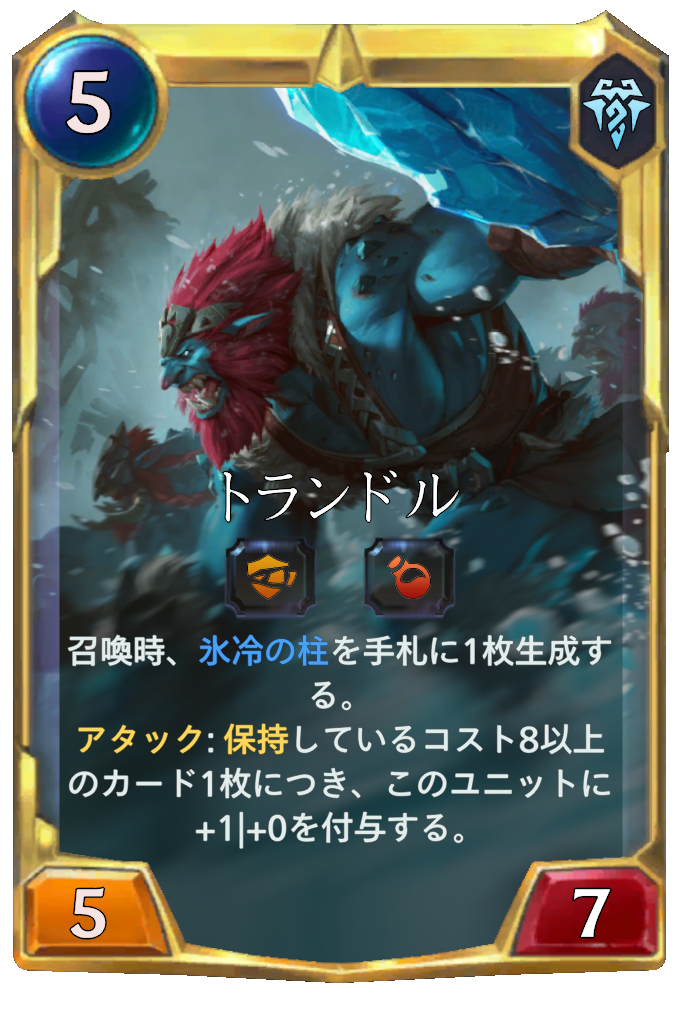 5
トランドル
召喚時、氷冷の柱を手札に1枚生成す
る。
アタック: 保持しているコスト8以上
のカード1枚につき、このユニットに
+1|+0を付与する。
5
7